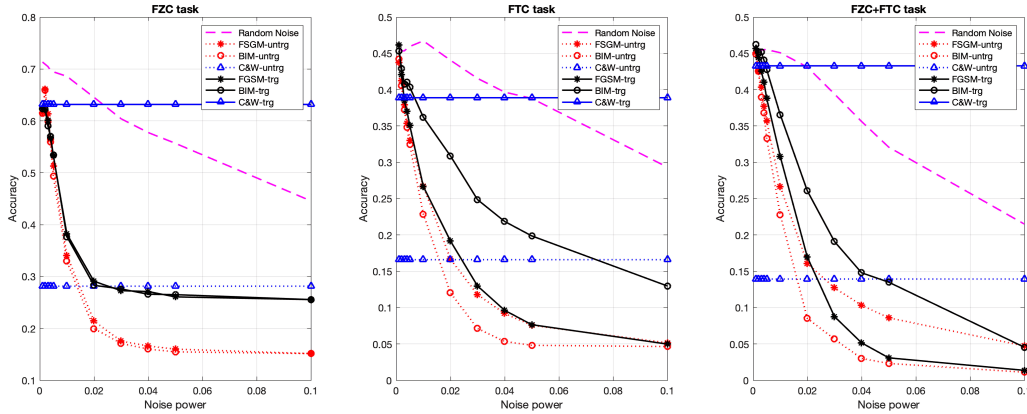 FZC task
0.8
0.7
0.6
0.5
0.4
0.3
0.2
0.1
0
0.02
0.04
0.06
0.08
0.1
Accuracy
Noise power
Random Noise
FSGM-untrg
BIM-untrg
C&W-untrg
FGSM-trg
BIM-trg
C&W-trg
FTC task
0.5
0.45
0.4
0.35
0.3
0.25
0.2
0.15
0.1
0.05
0
0
0.02
0.04
0.06
0.08
0.1
Accuracy
Noise power
Random Noise
FSGM-untrg
BIM-untrg
C&W-untrg
FGSM-trg
BIM-trg
C&W-trg
FZC+FTC task
0.5
0.45
0.4
0.35
0.3
0.25
0.2
0.15
0.1
0.05
0
0
0.02
0.04
0.06
0.08
0.1
Accuracy
Noise power
Random Noise
FSGM-untrg
BIM-untrg
C&W-untrg
FGSM-trg
BIM-trg
C&W-trg